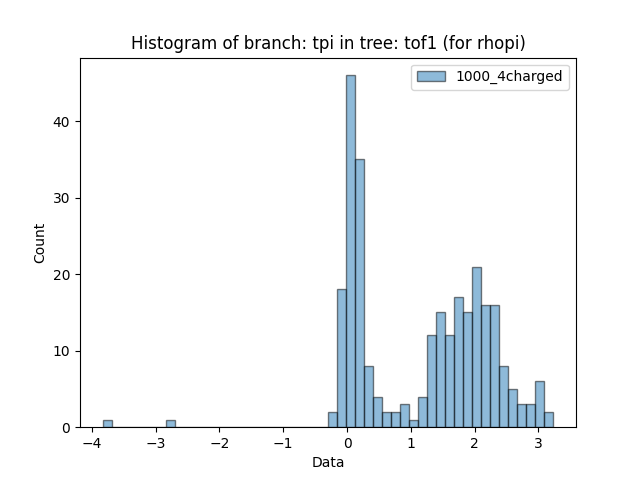 Histogram of branch: tpi in tree: tof1 (for rhopi)
1000_4charged
Count
40
30
20
10
0
−4 −3 −2 −1 0 1 2 3
Data